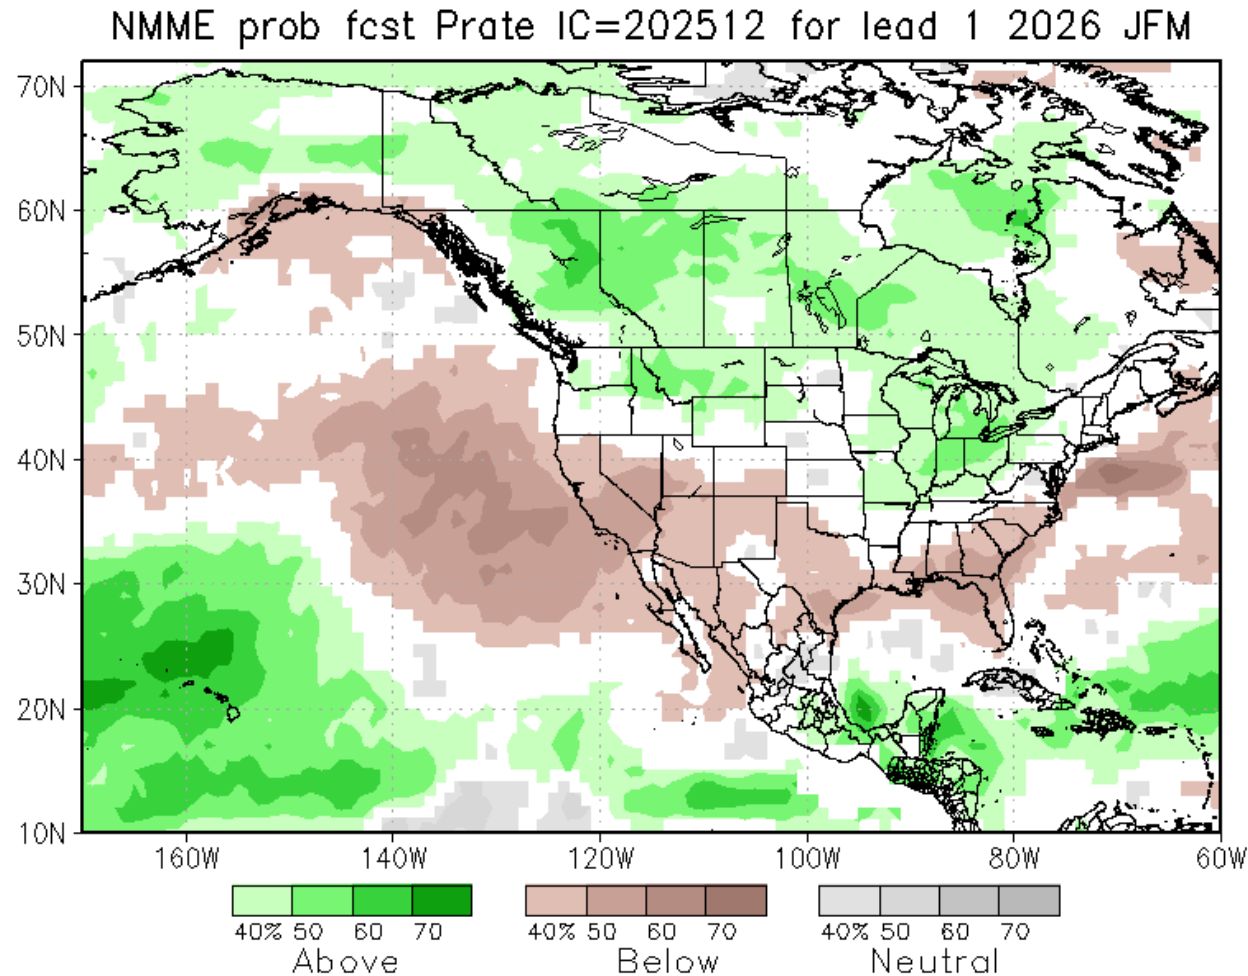 NMME prob fcst Prate IC=202512 for lead 1 2026 JFM
70N
60N
50N
40N
30N
20N
10N
160W 140W 120W 100W 80W 60W
40% 50 60 70 40% 50 60 70 40% 50 60 70
Above Below Neutral